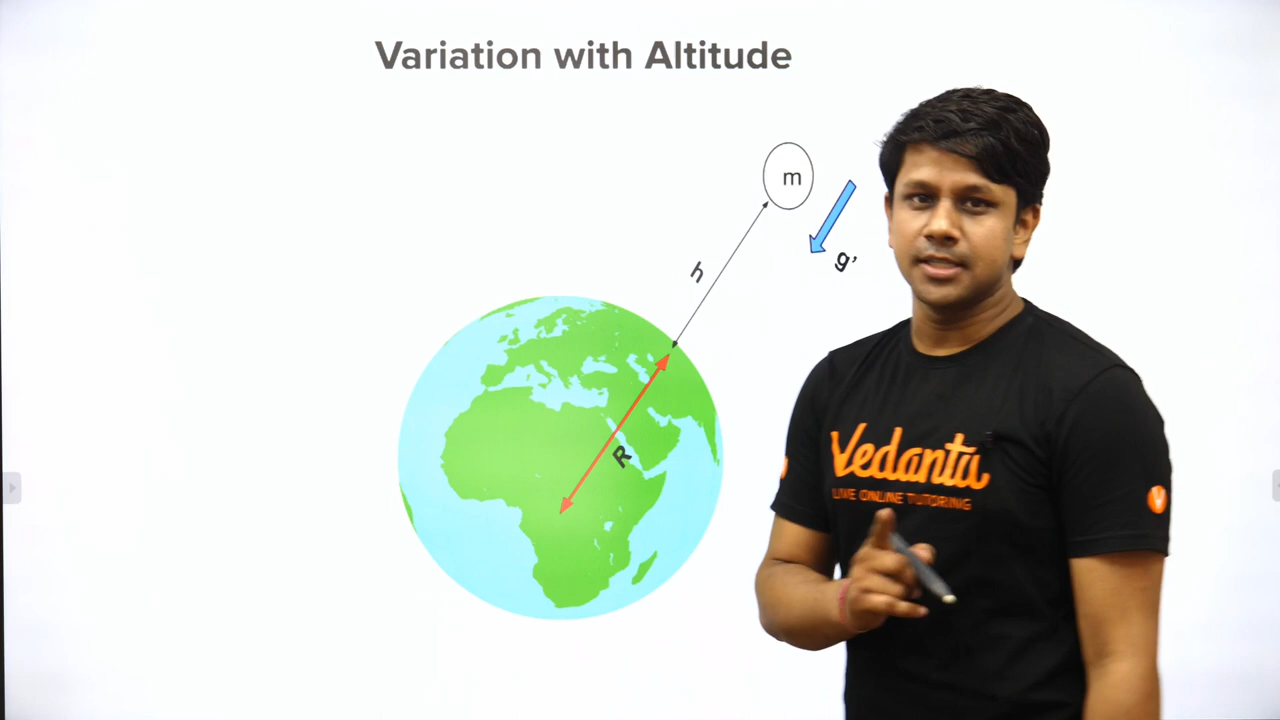 Variation with Altitude
m
h
g’
R
Vedantu
LIVE ONLINE TUTORING